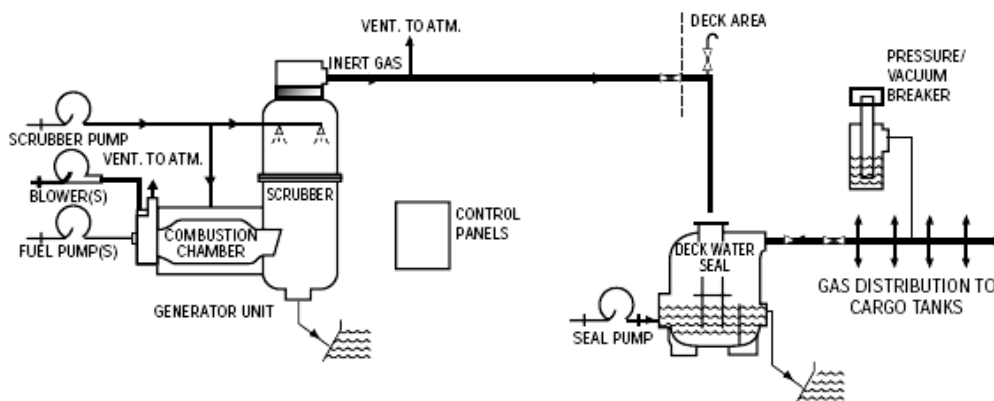 VENT. TO ATM.
DECK AREA
INERT GAS
PRESSURE/
VACUUM
BREAKER
SCRUBBER PUMP
VENT. TO ATM.
BLOWER(S)
SCRUBBER
FUEL PUMP(S)
COMBUSTION
CHAMBER
CONTROL
PANELS
GENERATOR UNIT
DECK WATER
SEAL
GAS DISTRIBUTION TO
CARGO TANKS
SEAL PUMP